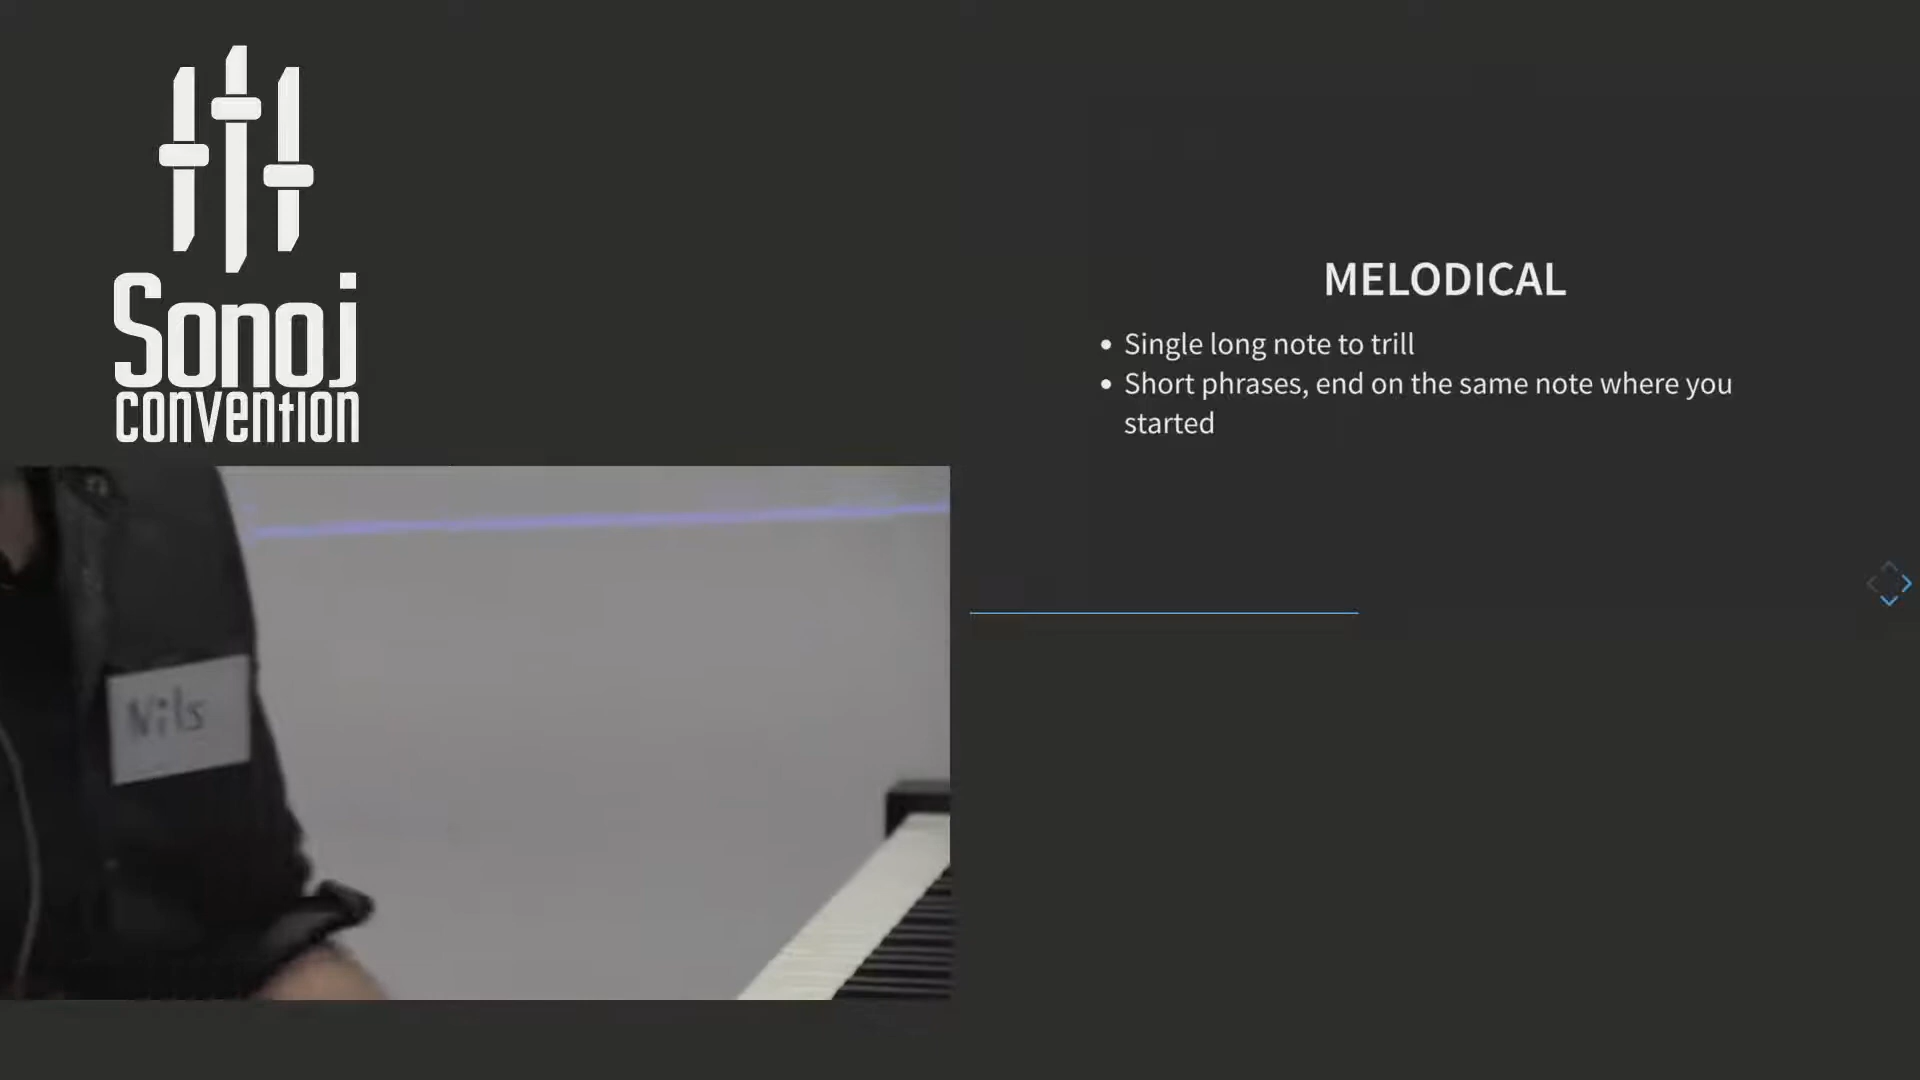 Sonoj
convention
MELODICAL
Single long note to trill
Short phrases, end on the same note where you
started
Nils